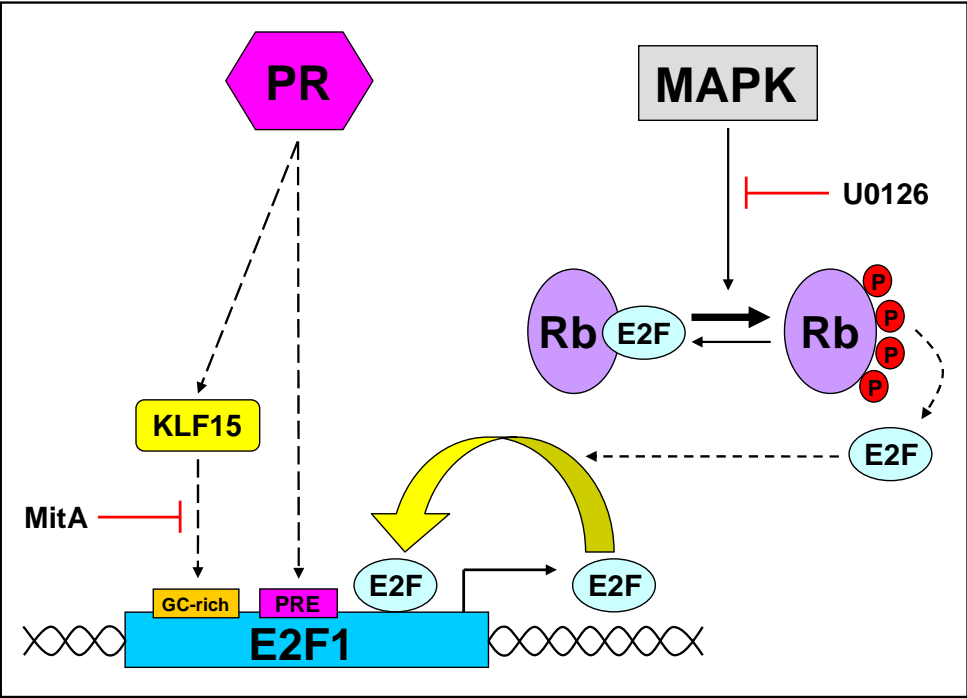 PR
MAPK
U0126
Rb
E2F
Rb
P
P
P
P
KLF15
E2F
MitA
E2F
E2F
GC-rich
PRE
E2F1